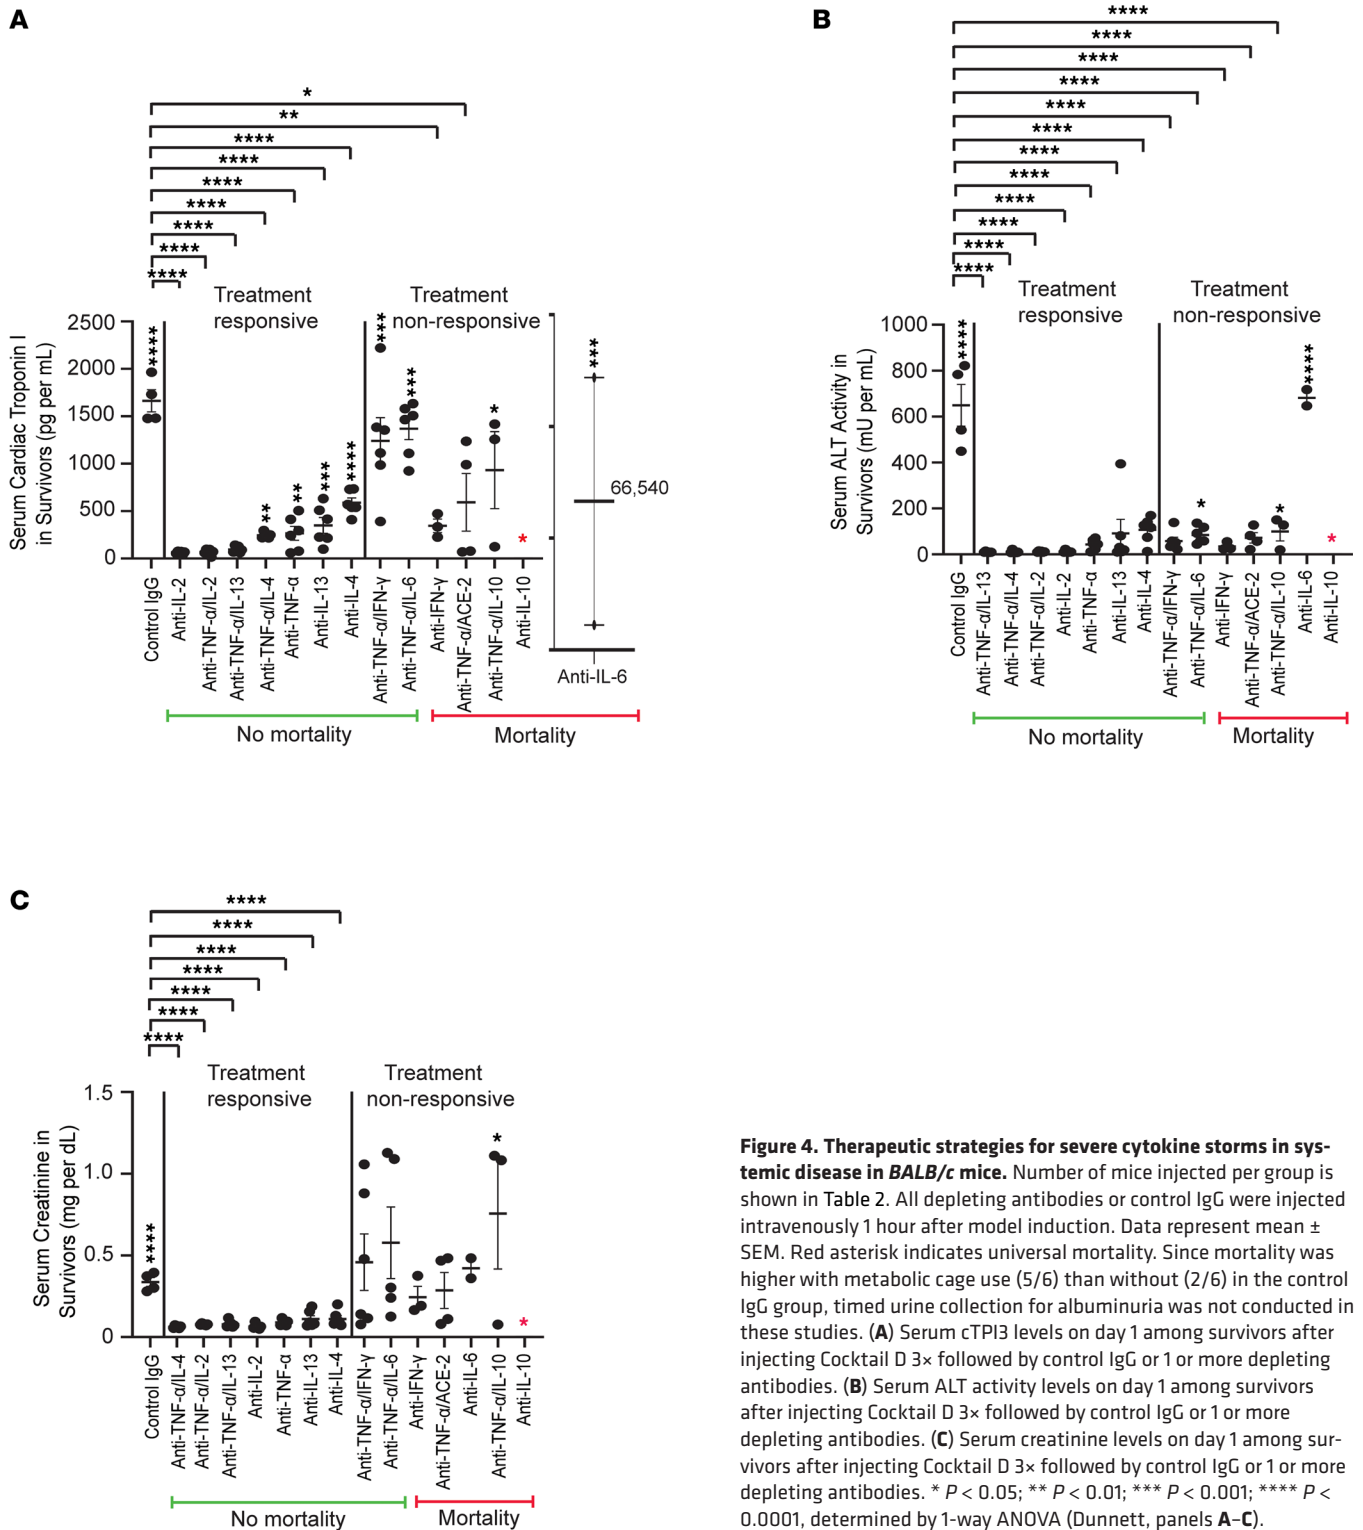 A
*
**
****
****
****
****
****
****
****
Treatment responsive
Treatment non-responsive
Serum Cardiac Troponin I
in Survivors (pg per mL)
2500
2000
1500
1000
500
0
****
**
**
***
****
****
***
*
*
***
66,540
Control IgG
Anti-IL-2
Anti-TNF-α/IL-2
Anti-TNF-α/IL-13
Anti-TNF-α/IL-4
Anti-TNF-α
Anti-IL-13
Anti-IL-4
Anti-TNF-α/IFN-γ
Anti-TNF-α/IL-6
Anti-IFN-γ
Anti-TNF-α/ACE-2
Anti-TNF-α/IL-10
Anti-IL-10
Anti-IL-6
No mortality
Mortality
B
****
****
****
****
****
****
****
****
****
****
****
****
Treatment responsive
Treatment non-responsive
Serum ALT Activity in
Survivors (mU per mL)
1000
800
600
400
200
0
****
*
*
****
*
Control IgG
Anti-TNF-α/IL-13
Anti-TNF-α/IL-4
Anti-TNF-α/IL-2
Anti-IL-2
Anti-TNF-α
Anti-IL-13
Anti-IL-4
Anti-TNF-α/IFN-γ
Anti-TNF-α/IL-6
Anti-IFN-γ
Anti-TNF-α/ACE-2
Anti-TNF-α/IL-10
Anti-IL-6
Anti-IL-10
No mortality
Mortality
C
****
****
****
****
****
****
****
Treatment responsive
Treatment non-responsive
Serum Creatinine in
Survivors (mg per dL)
1.5
1.0
0.5
0
****
*
*
Control IgG
Anti-TNF-α/IL-4
Anti-TNF-α/IL-2
Anti-TNF-α/IL-13
Anti-IL-2
Anti-TNF-α
Anti-IL-13
Anti-IL-4
Anti-TNF-α/IFN-γ
Anti-TNF-α/IL-6
Anti-IFN-γ
Anti-TNF-α/ACE-2
Anti-IL-6
Anti-TNF-α/IL-10
Anti-IL-10
No mortality
Mortality
Figure 4. Therapeutic strategies for severe cytokine storms in sys-
temic disease in BALB/c mice. Number of mice injected per group is
shown in Table 2. All depleting antibodies or control IgG were injected
intravenously 1 hour after model induction. Data represent mean ±
SEM. Red asterisk indicates universal mortality. Since mortality was
higher with metabolic cage use (5/6) than without (2/6) in the control
IgG group, timed urine collection for albuminuria was not conducted in
these studies. (A) Serum cTPI3 levels on day 1 among survivors after
injecting Cocktail D 3× followed by control IgG or 1 or more depleting
antibodies. (B) Serum ALT activity levels on day 1 among survivors
after injecting Cocktail D 3× followed by control IgG or 1 or more
depleting antibodies. (C) Serum creatinine levels on day 1 among sur-
vivors after injecting Cocktail D 3× followed by control IgG or 1 or more
depleting antibodies. * P < 0.05; ** P < 0.01; *** P < 0.001; **** P <
0.0001, determined by 1-way ANOVA (Dunnett, panels A–C).